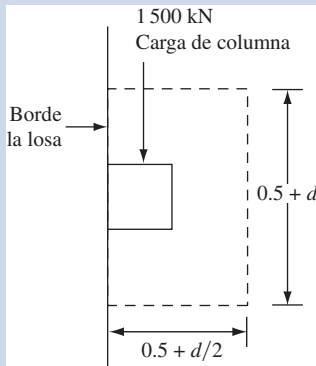 1 500 kN
Carga de columna
Borde
la losa
0.5 + d
0.5 + d/2